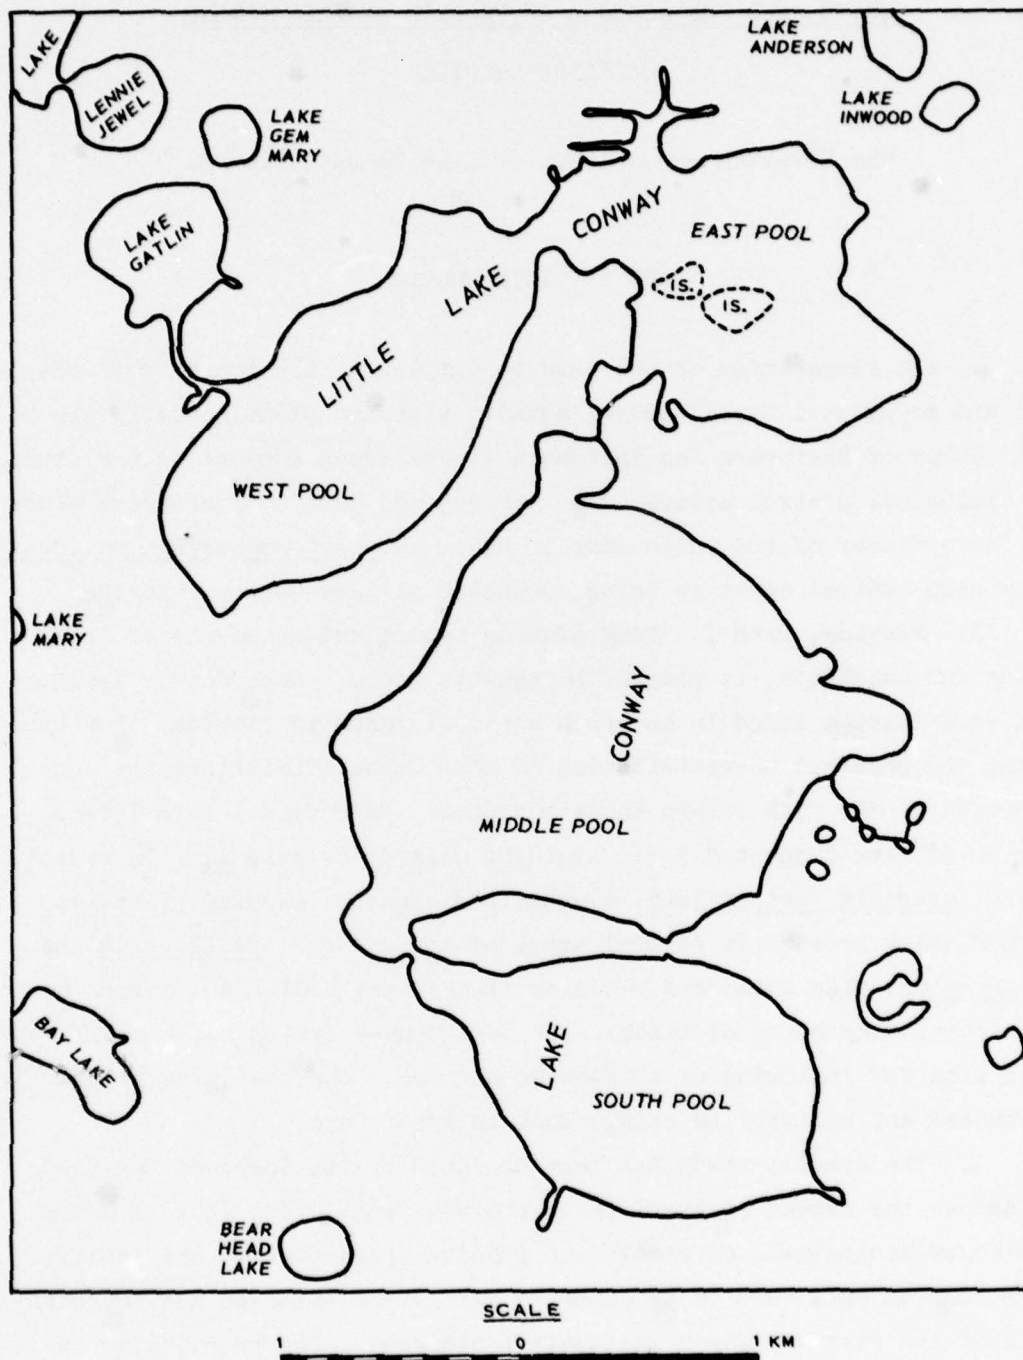 LAKE
LENNIE
JEWEL
LAKE
GEM
MARY
LAKE
ANDERSON
LAKE
INWOOD
LAKE
GATLIN
LITTLE LAKE CONWAY
EAST POOL
IS.
IS.
WEST POOL
LAKE
MARY
LAKE CONWAY
MIDDLE POOL
BAY LAKE
SOUTH POOL
BEAR
HEAD
LAKE
SCALE
1 0 1 KM